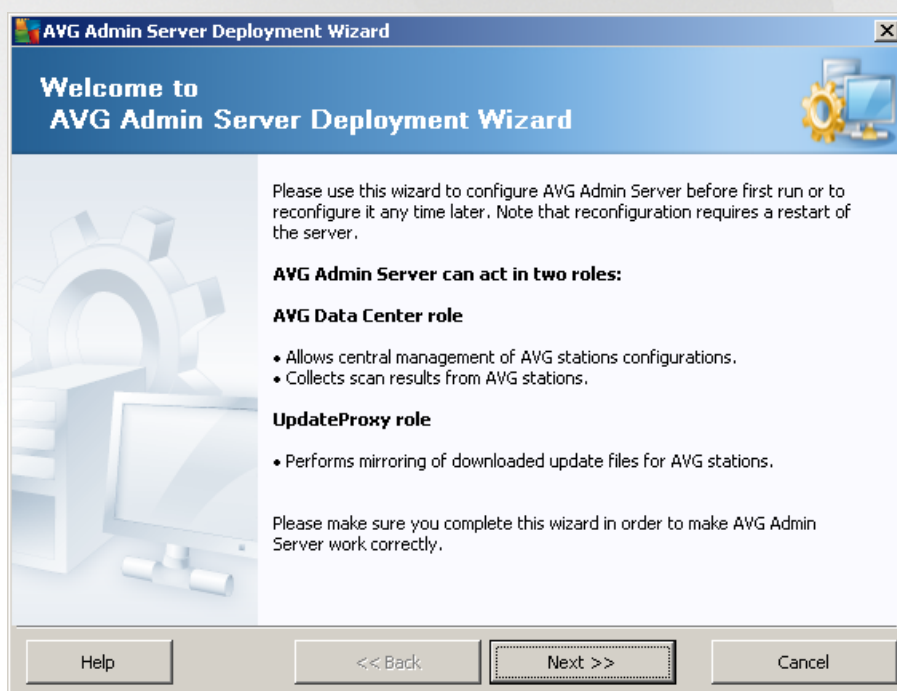 AVG Admin Server Deployment Wizard
Welcome to
AVG Admin Server Deployment Wizard
Please use this wizard to configure AVG Admin Server before first run or to
reconfigure it any time later. Note that reconfiguration requires a restart of
the server.
AVG Admin Server can act in two roles:
AVG Data Center role
• Allows central management of AVG stations configurations.
• Collects scan results from AVG stations.
UpdateProxy role
• Performs mirroring of downloaded update files for AVG stations.
Please make sure you complete this wizard in order to make AVG Admin
Server work correctly.
Help
<< Back
Next >>
Cancel